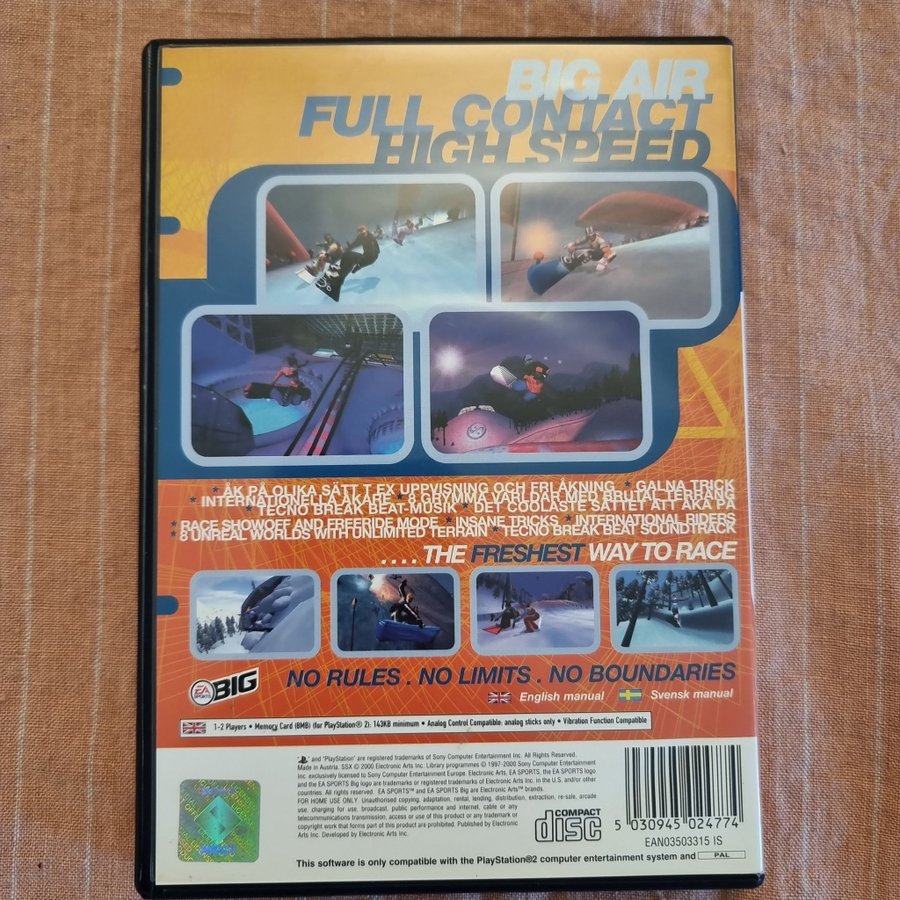 BIG AIR
FULL CONTACT
HIGH SPEED
* ÅK PÅ OLIKA SÄTT T EX UPPVISNING OCH FRI ÅKNING * GALNA TRICK
* INTERNATIONELLA ÅKARE * 8 GRYMMA VÄRLDAR MED BRUTAL TERRÄNG
* TECNO BREAK BEAT-MUSIK * DET COOLASTE SÄTTET ATT ÅKA PÅ
* RACE SHOWOFF AND FREERIDE MODE * INSANE TRICKS * INTERNATIONAL RIDERS
* 8 UNREAL WORLDS WITH UNLIMITED TERRAIN * TECNO BREAK BEAT SOUNDTRACK
. . . . THE FRESHEST WAY TO RACE
EA SPORTS BIG
NO RULES . NO LIMITS . NO BOUNDARIES
English manual Svensk manual
1-2 Players • Memory Card (8MB) (for PlayStation® 2): 143KB minimum • Analog Control Compatible: analog sticks only • Vibration Function Compatible
and "PlayStation" are registered trademarks of Sony Computer Entertainment Inc. All Rights Reserved.
Made in Austria. SSX © 2000 Electronic Arts Inc. Library programmes © 1997-2000 Sony Computer Entertainment
Inc. exclusively licensed to Sony Computer Entertainment Europe. Electronic Arts, EA SPORTS, the EA SPORTS logo
and the EA SPORTS Big logo are trademarks or registered trademarks of Electronic Arts Inc. in the U.S. and/or other
countries. All rights reserved. EA SPORTS™ and EA SPORTS Big are Electronic Arts™ brands.
FOR HOME USE ONLY. Unauthorised copying, adaptation, rental, lending, distribution, extraction, re-sale, arcade
use, charging for use, broadcast, public performance and internet, cable or any
telecommunications transmission, access or use of this product or any trademark or
copyright work that forms part of this product are prohibited. Published by Electronic
Arts Inc. Developed by Electronic Arts Inc.
COMPACT
disc
5 030945 024774
EAN03503315 IS
This software is only compatible with the PlayStation®2 computer entertainment system and PAL